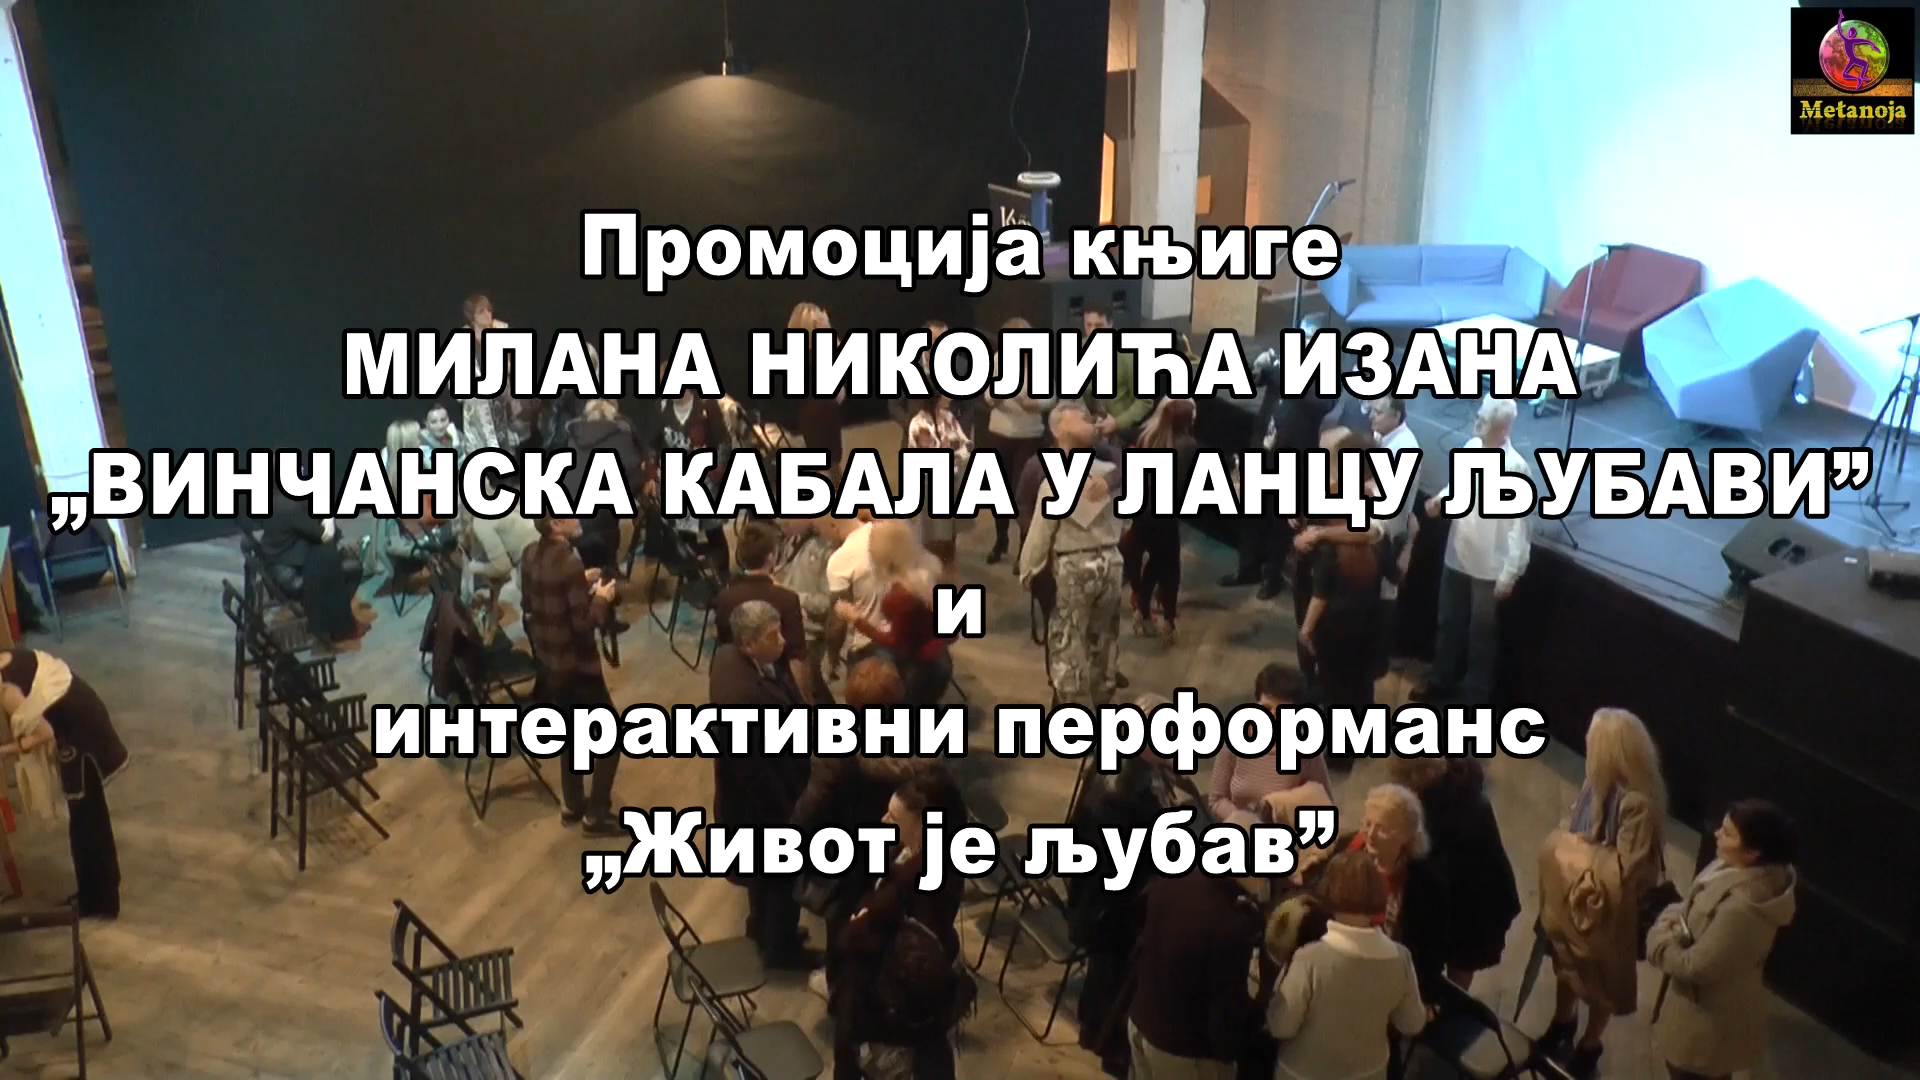 Metanoja
Промоција књиге
МИЛАНА НИКОЛИЋА ИЗАНА
„ВИНЧАНСКА КАБАЛА У ЛАНЦУ ЉУБАВИ”
и
интерактивни перформанс
„Живот је љубав”